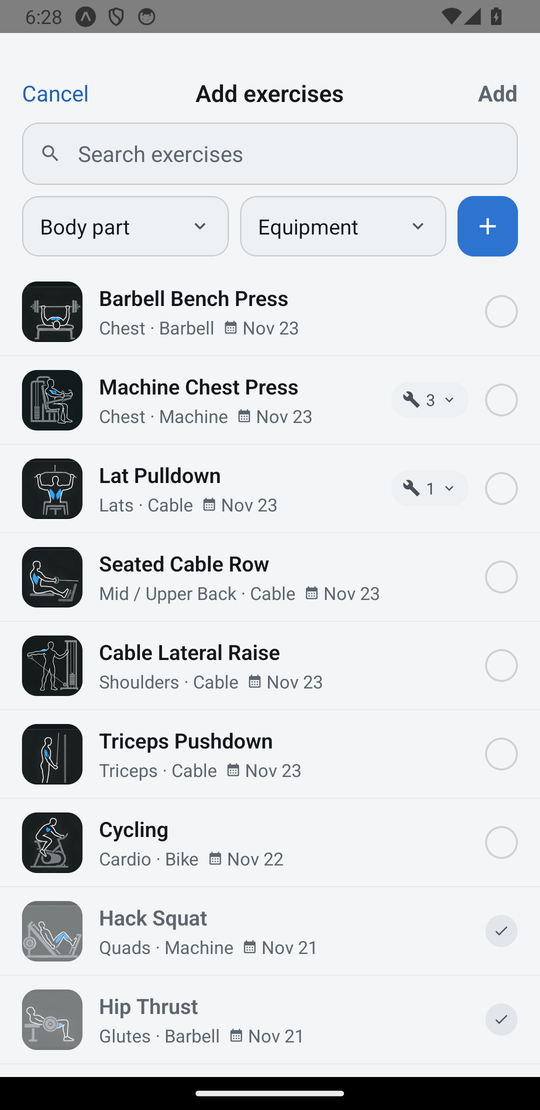 6:28
Cancel
Add exercises
Add
Search exercises
Body part
Equipment
+
Barbell Bench Press
Chest · Barbell Nov 23
Machine Chest Press
Chest · Machine Nov 23
3
Lat Pulldown
Lats · Cable Nov 23
1
Seated Cable Row
Mid / Upper Back · Cable Nov 23
Cable Lateral Raise
Shoulders · Cable Nov 23
Triceps Pushdown
Triceps · Cable Nov 23
Cycling
Cardio · Bike Nov 22
Hack Squat
Quads · Machine Nov 21
Hip Thrust
Glutes · Barbell Nov 21